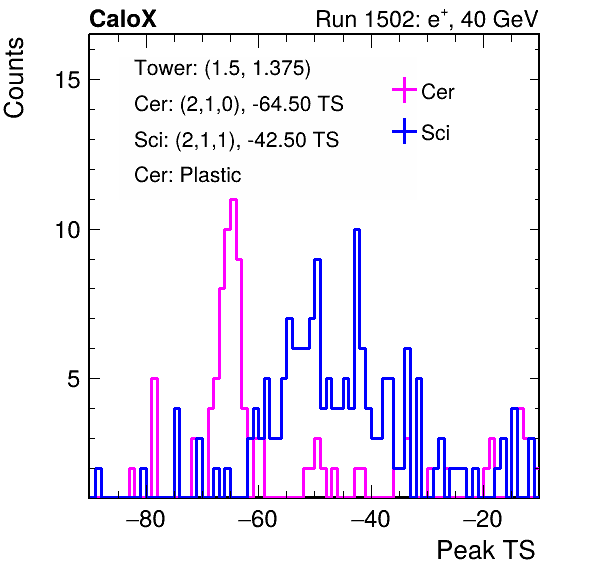 CaloX Run 1502: e⁺, 40 GeV
Counts
Tower: (1.5, 1.375)
Cer: (2,1,0), -64.50 TS
Sci: (2,1,1), -42.50 TS
Cer: Plastic
Cer
Sci
15
10
5
−80 −60 −40 −20
Peak TS